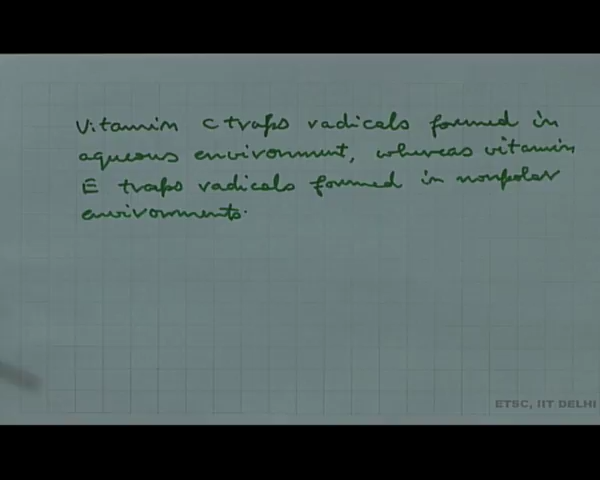 Vitamin C traps radicals formed in
aqueous environment, whereas vitamin
E traps radicals formed in nonpolar
environments.
ETSC, IIT DELHI